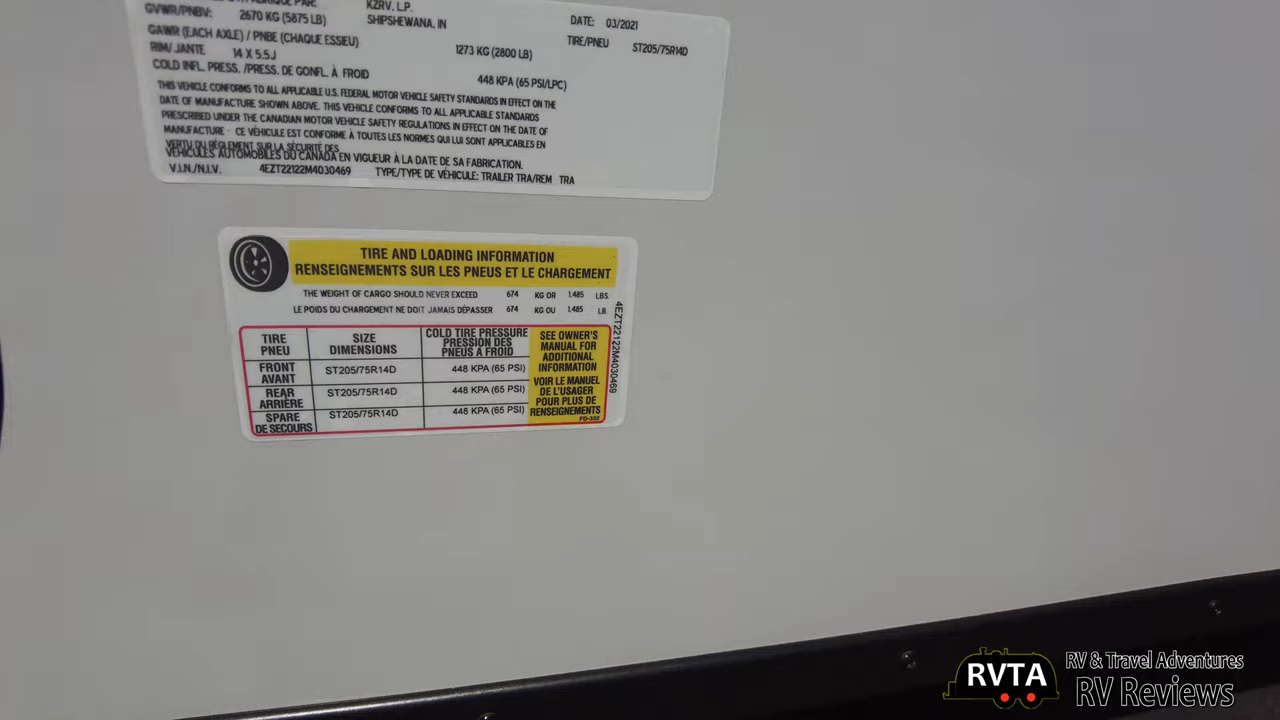 FABRIQUÉ PAR: KZRV, L.P.
GVWR/PNBV: 2670 KG (5875 LB) SHIPSHEWANA, IN DATE: 03/2021
GAWR (EACH AXLE) / PNBE (CHAQUE ESSIEU) 1273 KG (2800 LB) TIRE/PNEU ST205/75R14D
RIM/ JANTE 14 X 5.5J
COLD INFL. PRESS. /PRESS. DE GONFL. À FROID 448 KPA (65 PSI/LPC)
THIS VEHICLE CONFORMS TO ALL APPLICABLE U.S. FEDERAL MOTOR VEHICLE SAFETY STANDARDS IN EFFECT ON THE
DATE OF MANUFACTURE SHOWN ABOVE. THIS VEHICLE CONFORMS TO ALL APPLICABLE STANDARDS
PRESCRIBED UNDER THE CANADIAN MOTOR VEHICLE SAFETY REGULATIONS IN EFFECT ON THE DATE OF
MANUFACTURE - CE VÉHICULE EST CONFORME À TOUTES LES NORMES QUI LUI SONT APPLICABLES EN
VERTU DU RÈGLEMENT SUR LA SÉCURITÉ DES
VÉHICULES AUTOMOBILES DU CANADA EN VIGUEUR À LA DATE DE SA FABRICATION.
V.I.N./N.I.V. 4EZT22122M4030469 TYPE/TYPE DE VÉHICULE: TRAILER TRA/REM TRA
TIRE AND LOADING INFORMATION
RENSEIGNEMENTS SUR LES PNEUS ET LE CHARGEMENT
THE WEIGHT OF CARGO SHOULD NEVER EXCEED 674 KG OR 1.485 LBS.
LE POIDS DU CHARGEMENT NE DOIT JAMAIS DÉPASSER 674 KG OU 1.485 LB.
TIRE
PNEU
SIZE
DIMENSIONS
COLD TIRE PRESSURE
PRESSION DES
PNEUS A FROID
FRONT
AVANT
ST205/75R14D
448 KPA (65 PSI)
REAR
ARRIÈRE
ST205/75R14D
448 KPA (65 PSI)
SPARE
DE SECOURS
ST205/75R14D
448 KPA (65 PSI)
SEE OWNER'S
MANUAL FOR
ADDITIONAL
INFORMATION
VOIR LE MANUEL
DE L'USAGER
POUR PLUS DE
RENSEIGNEMENTS
FD-332
4EZT22122M4030469
RVTA
RV & Travel Adventures
RV Reviews